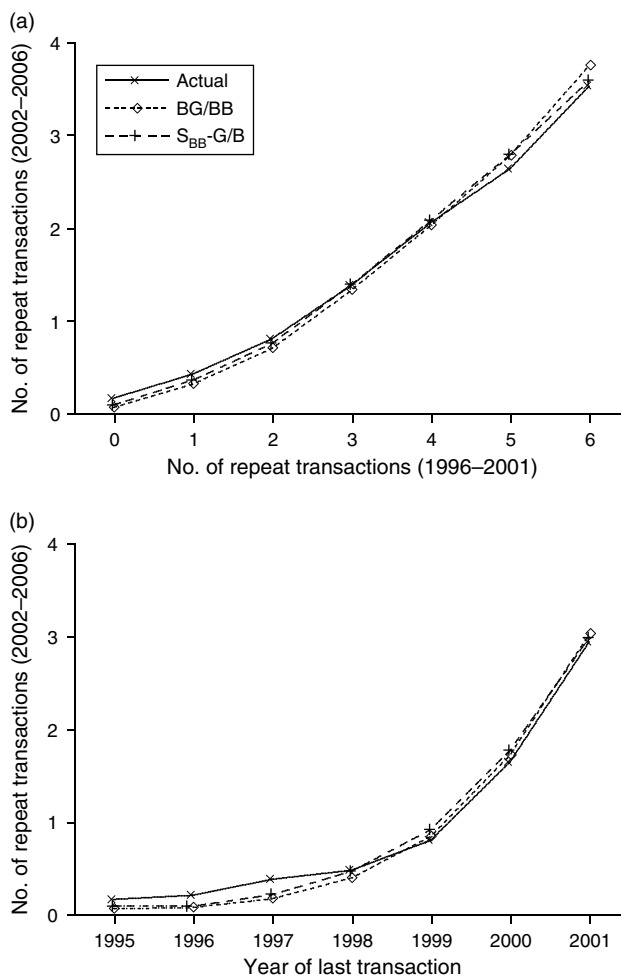 (a)
4
3
2
1
0
No. of repeat transactions (2002–2006)
Actual
BG/BB
S_BB-G/B
0 1 2 3 4 5 6
No. of repeat transactions (1996–2001)
(b)
4
3
2
1
0
No. of repeat transactions (2002–2006)
1995 1996 1997 1998 1999 2000 2001
Year of last transaction